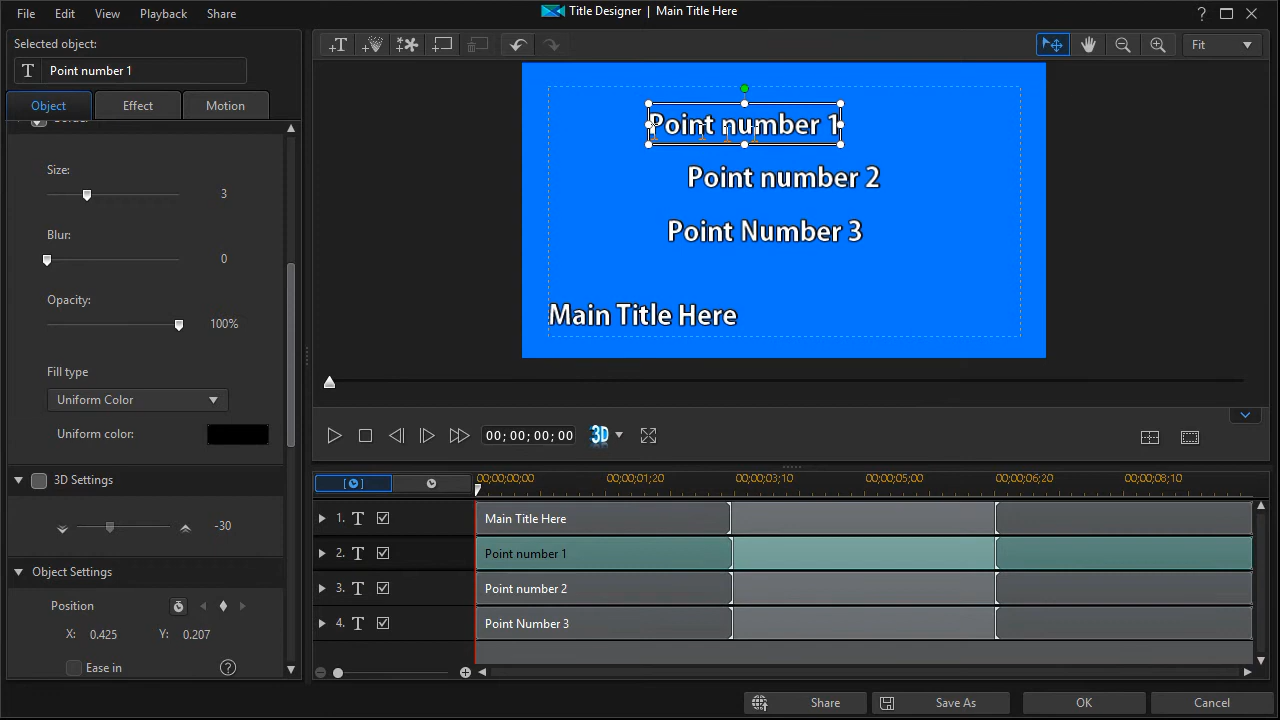 File Edit View Playback Share
Title Designer | Main Title Here
?
Selected object:
T Point number 1
Fit
Object Effect Motion
Border
Size:
3
Blur:
0
Opacity:
100%
Fill type
Uniform Color
Uniform color:
3D Settings
-30
Object Settings
Position
X: 0.425 Y: 0.207
Ease in ?
Point number 1
Point number 2
Point Number 3
Main Title Here
00; 00; 00; 00 3D
00;00;00;00 00;00;01;20 00;00;03;10 00;00;05;00 00;00;06;20 00;00;08;10
1. T Main Title Here
2. T Point number 1
3. T Point number 2
4. T Point Number 3
Share Save As OK Cancel